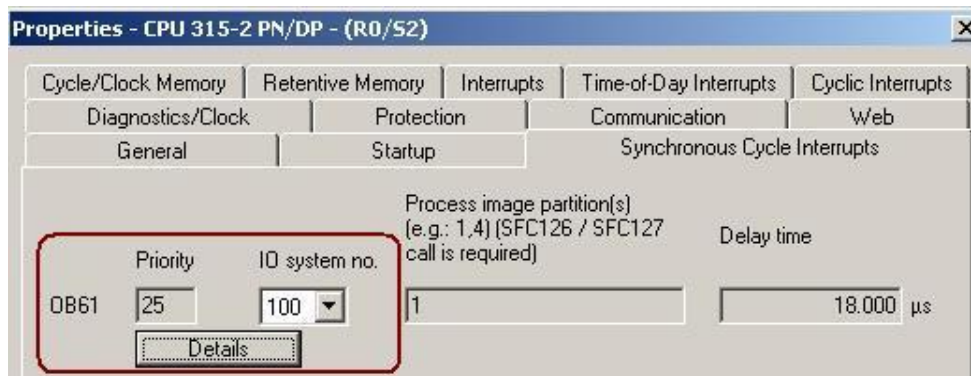 Properties - CPU 315-2 PN/DP - (R0/S2)
Cycle/Clock Memory Retentive Memory Interrupts Time-of-Day Interrupts Cyclic Interrupts
Diagnostics/Clock Protection Communication Web
General Startup Synchronous Cycle Interrupts
Process image partition(s)
(e.g.: 1,4) (SFC126 / SFC127
call is required)
Delay time
Priority IO system no.
OB61 25 100 1 18.000 µs
Details